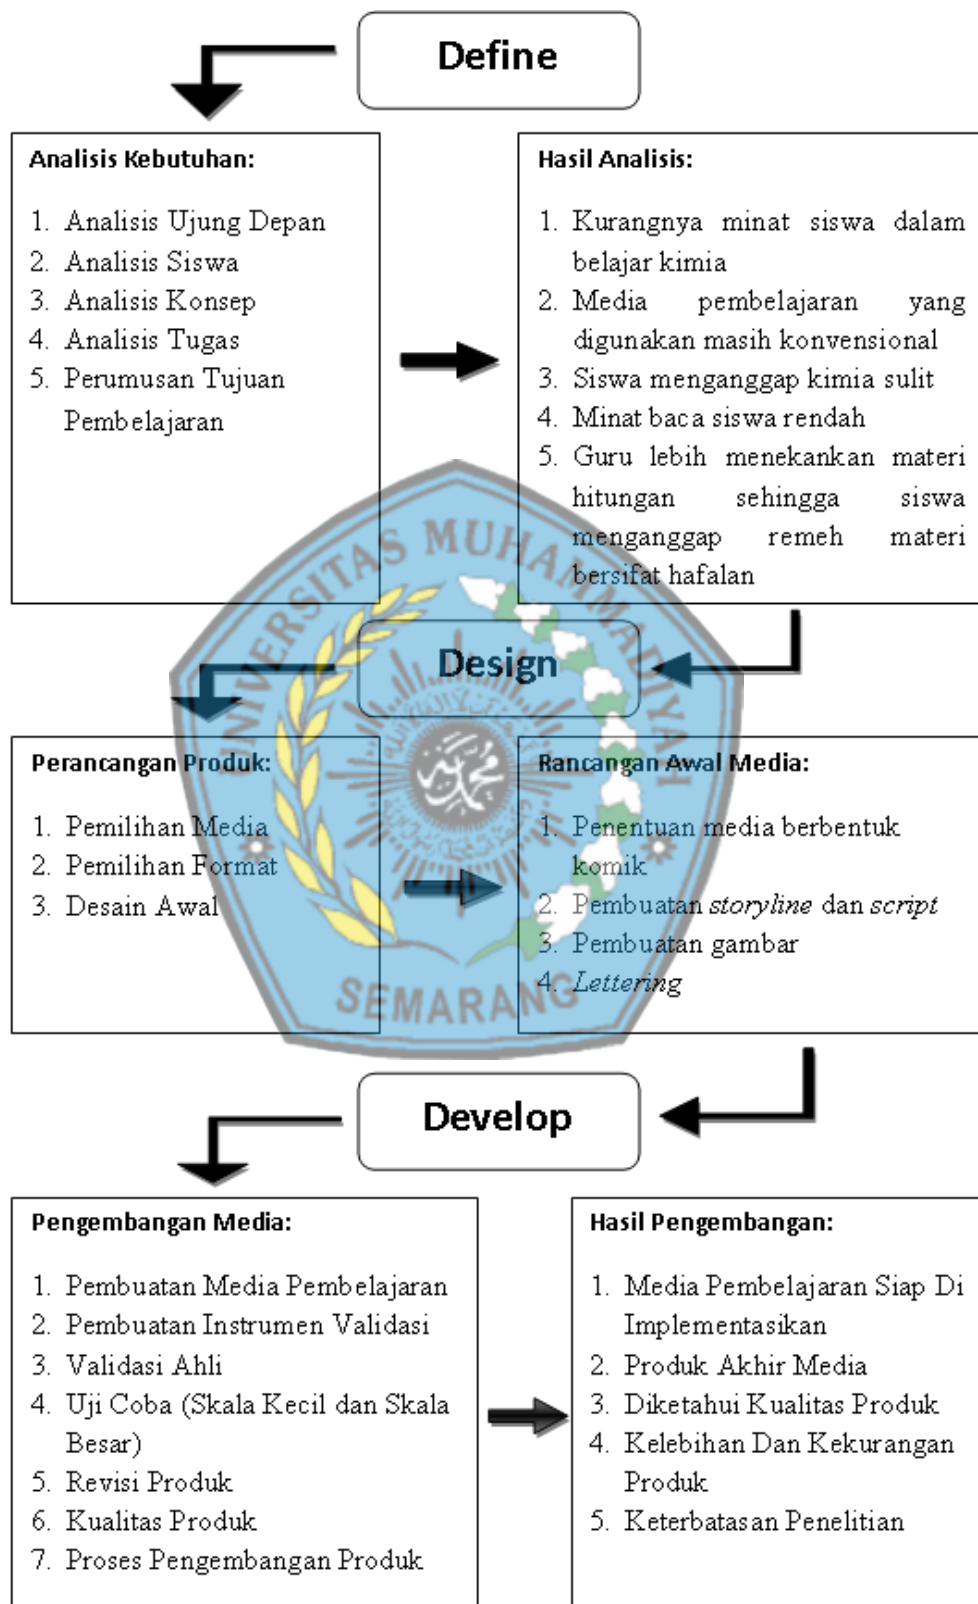 Define
Analisis Kebutuhan:
1. Analisis Ujung Depan
2. Analisis Siswa
3. Analisis Konsep
4. Analisis Tugas
5. Perumusan Tujuan
Pembelajaran
Hasil Analisis:
1. Kurangnya minat siswa dalam
belajar kimia
2. Media pembelajaran yang
digunakan masih konvensional
3. Siswa menganggap kimia sulit
4. Minat baca siswa rendah
5. Guru lebih menekankan materi
hitungan sehingga siswa
menganggap remeh materi
bersifat hafalan
UNIVERSITAS MUHAMMADIYAH
SEMARANG
Design
Perancangan Produk:
1. Pemilihan Media
2. Pemilihan Format
3. Desain Awal
Rancangan Awal Media:
1. Penentuan media berbentuk
komik
2. Pembuatan storyline dan script
3. Pembuatan gambar
4. Lettering
Develop
Pengembangan Media:
1. Pembuatan Media Pembelajaran
2. Pembuatan Instrumen Validasi
3. Validasi Ahli
4. Uji Coba (Skala Kecil dan Skala
Besar)
5. Revisi Produk
6. Kualitas Produk
7. Proses Pengembangan Produk
Hasil Pengembangan:
1. Media Pembelajaran Siap Di
Implementasikan
2. Produk Akhir Media
3. Diketahui Kualitas Produk
4. Kelebihan Dan Kekurangan
Produk
5. Keterbatasan Penelitian